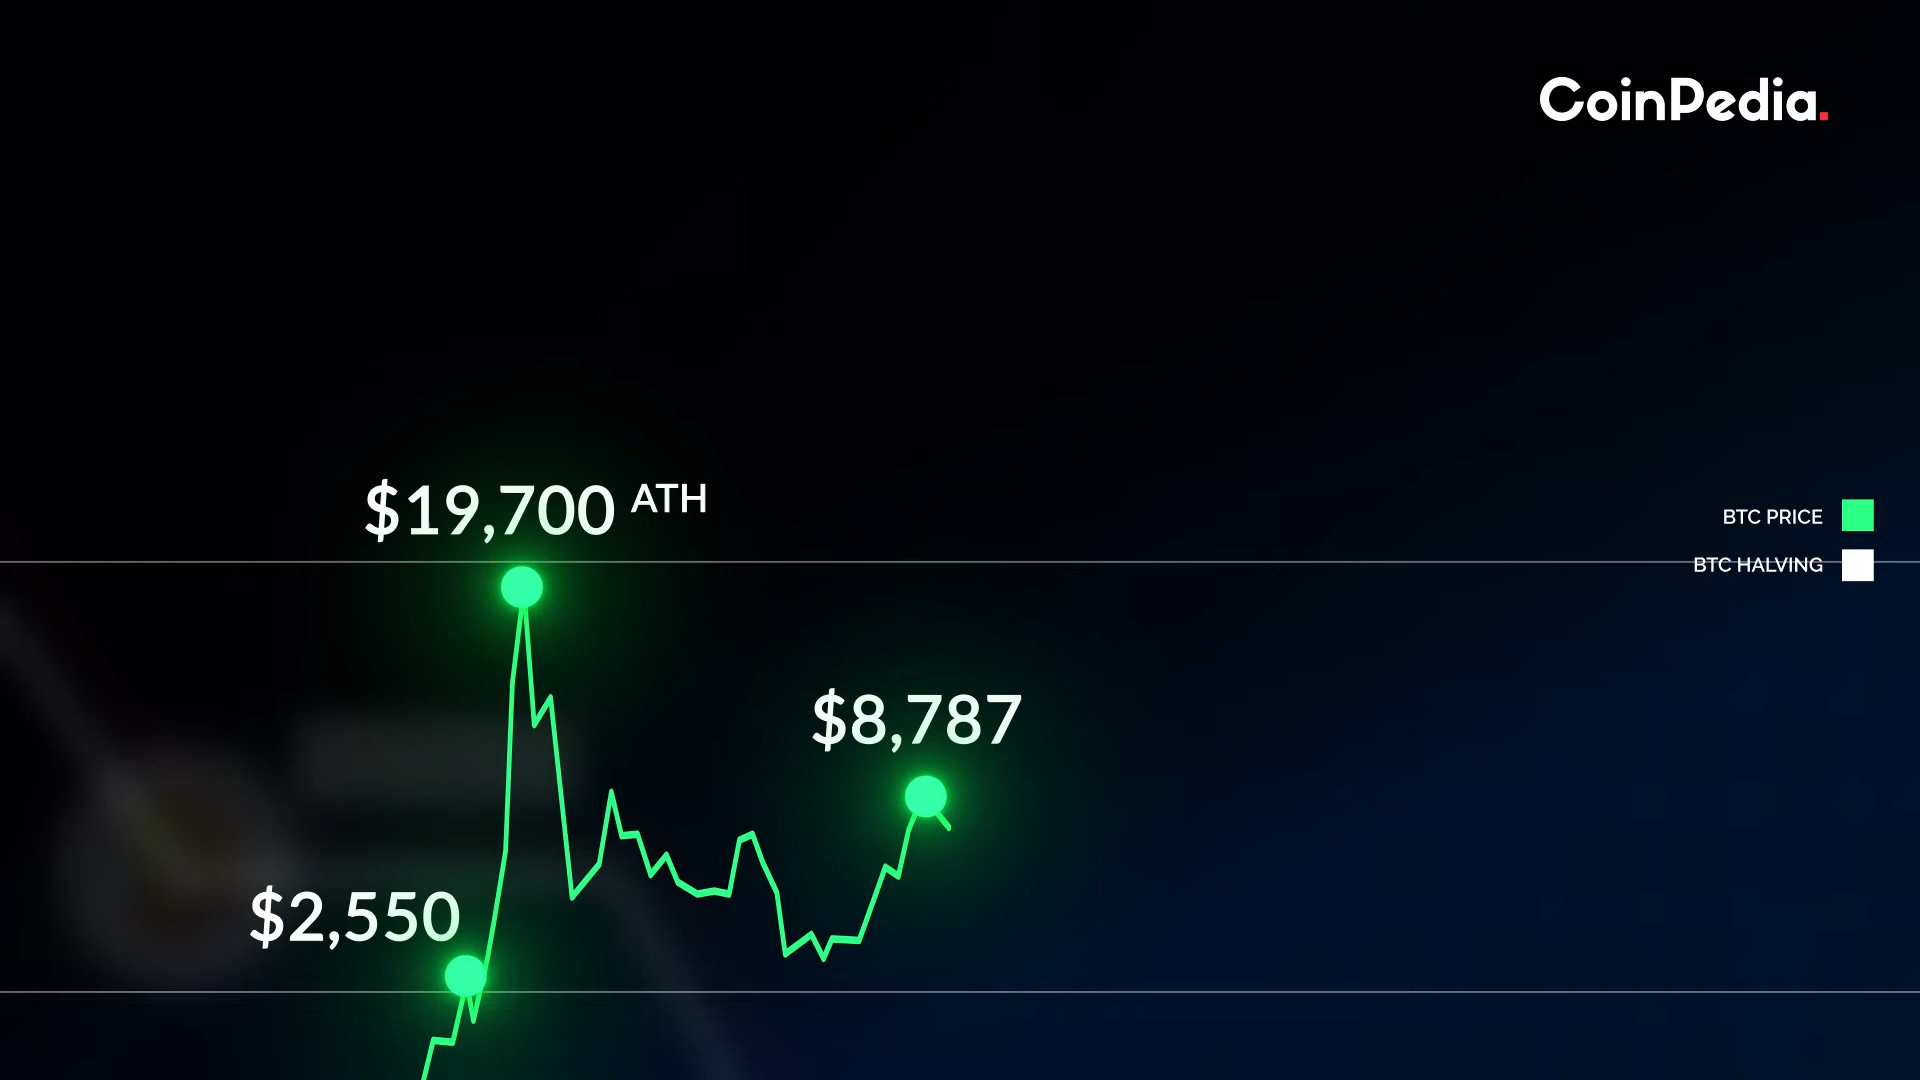 CoinPedia.
$19,700 ATH
BTC PRICE
BTC HALVING
$8,787
$2,550